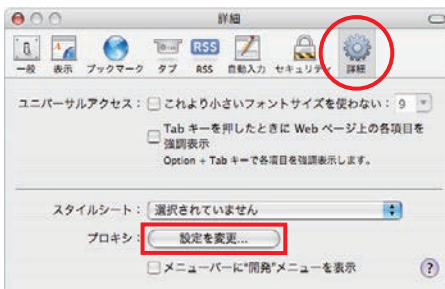 詳細
RSS
一般 表示 ブックマーク タブ RSS 自動入力 セキュリティ 詳細
ユニバーサルアクセス： これより小さいフォントサイズを使わない： 9
Tab キーを押したときに Web ページ上の各項目を
強調表示
Option + Tab キーで各項目を強調表示します。
スタイルシート： 選択されていません
プロキシ： 設定を変更...
メニューバーに"開発"メニューを表示 ?